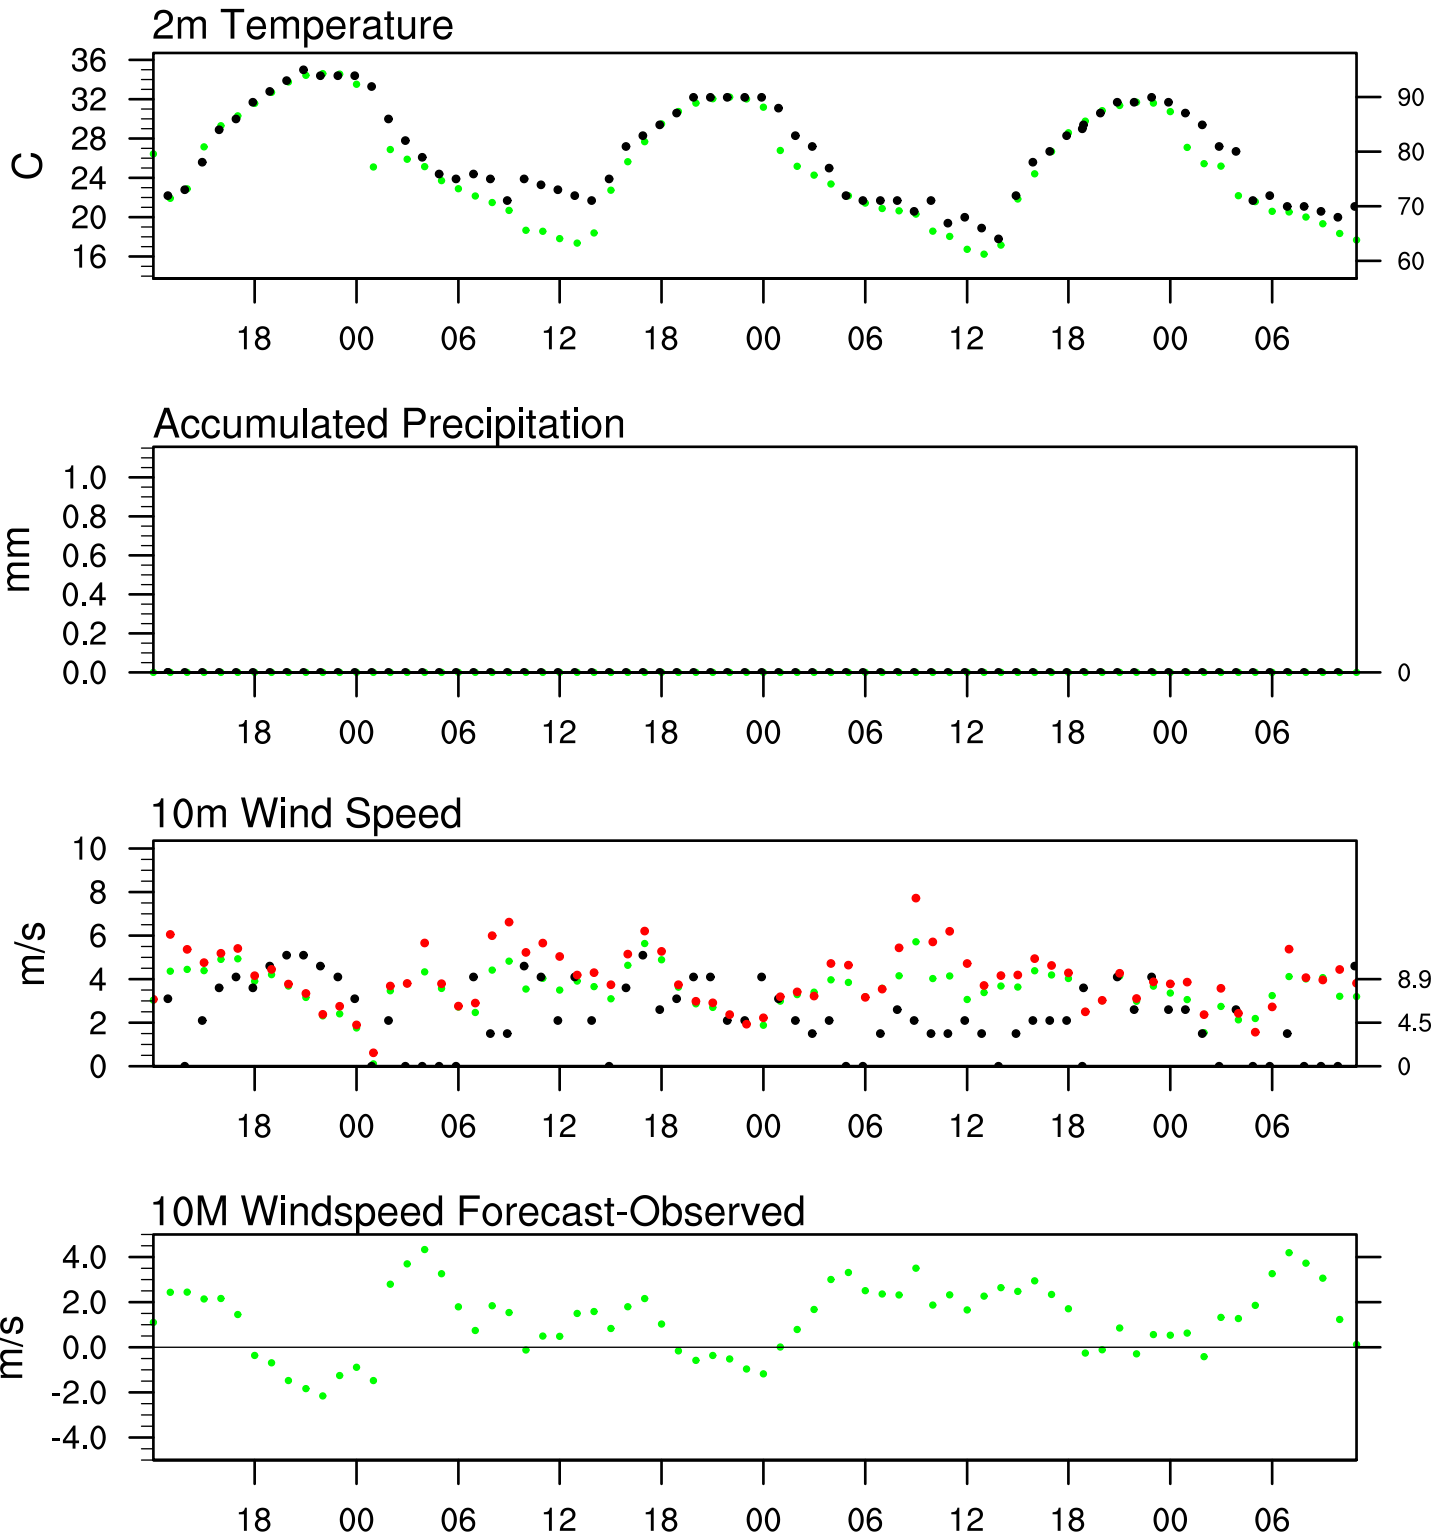 2m Temperature
36
32
28
24
20
16
C
90
80
70
60
18 00 06 12 18 00 06 12 18 00 06
Accumulated Precipitation
1.0
0.8
0.6
0.4
0.2
0.0
mm
0
18 00 06 12 18 00 06 12 18 00 06
10m Wind Speed
10
8
6
4
2
0
m/s
8.9
4.5
0
18 00 06 12 18 00 06 12 18 00 06
10M Windspeed Forecast-Observed
4.0
2.0
0.0
-2.0
-4.0
m/s
18 00 06 12 18 00 06 12 18 00 06